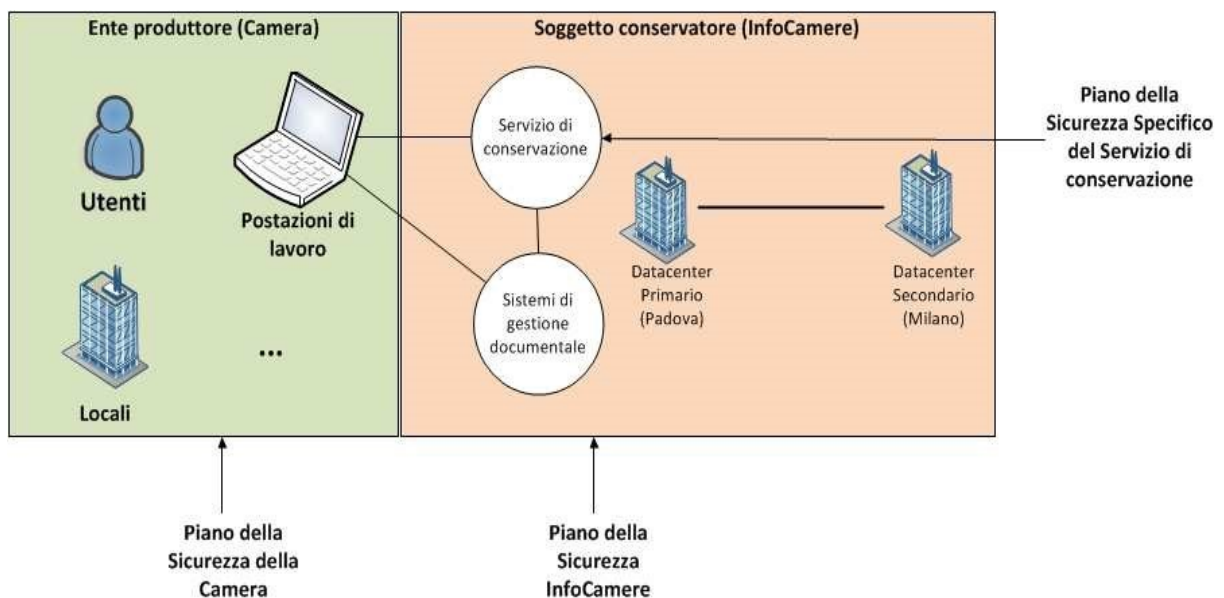 Ente produttore (Camera)
Soggetto conservatore (InfoCamere)
Utenti
Postazioni di
lavoro
Locali
...
Servizio di
conservazione
Sistemi di
gestione
documentale
Datacenter
Primario
(Padova)
Datacenter
Secondario
(Milano)
Piano della
Sicurezza Specifico
del Servizio di
conservazione
Piano della
Sicurezza della
Camera
Piano della
Sicurezza
InfoCamere